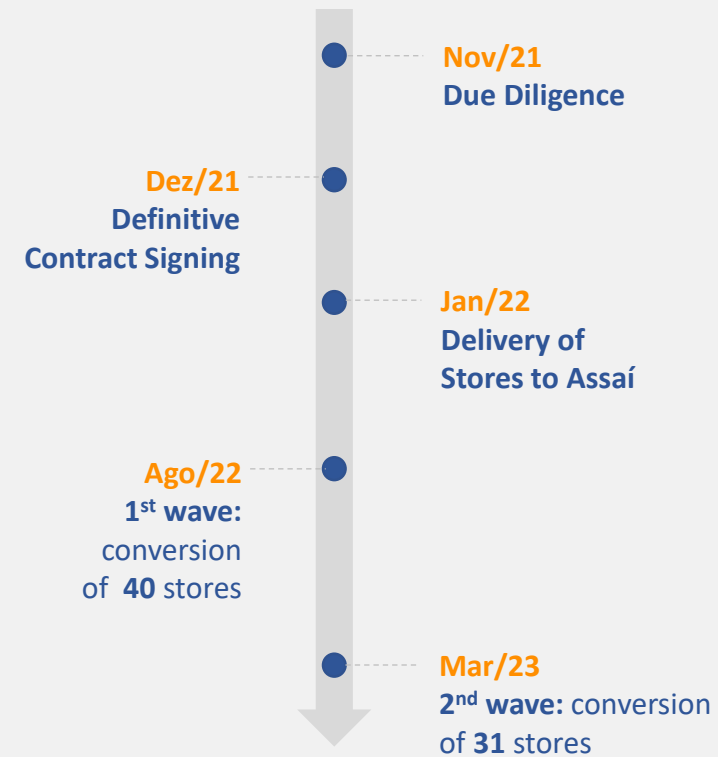 Nov/21
Due Diligence
Dez/21
Definitive
Contract Signing
Jan/22
Delivery of
Stores to Assaí
Ago/22
1st wave:
conversion
of 40 stores
Mar/23
2nd wave: conversion
of 31 stores